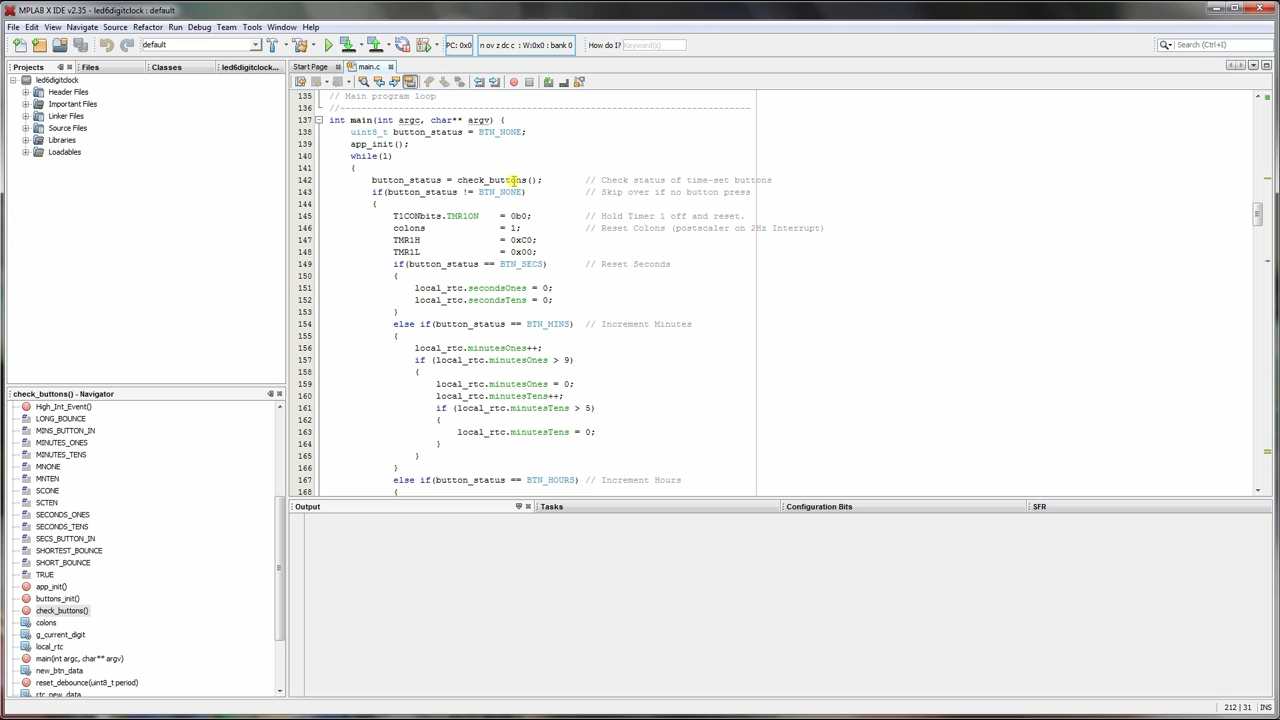 MPLAB X IDE v2.35 - led6digitclock : default
File Edit View Navigate Source Refactor Run Debug Team Tools Window Help
default
PC: 0x0
n ov z dc c : W:0x0 : bank 0
How do I? (Keyword(s))
Search (Ctrl+I)
Projects Files Classes led6digitclock...
Start Page main.c
led6digitclock
Header Files
Important Files
Linker Files
Source Files
Libraries
Loadables
135 // Main program loop
136 //-----------------------------------------------------------------------------
137 int main(int argc, char** argv) {
138 uint8_t button_status = BTN_NONE;
139 app_init();
140 while(1)
141 {
142 button_status = check_buttons(); // Check status of time-set buttons
143 if(button_status != BTN_NONE) // Skip over if no button press
144 {
145 T1CONbits.TMR1ON = 0b0; // Hold Timer 1 off and reset.
146 colons = 1; // Reset Colons (postscaler on 2Hz Interrupt)
147 TMR1H = 0xC0;
148 TMR1L = 0x00;
149 if(button_status == BTN_SECS) // Reset Seconds
150 {
151 local_rtc.secondsOnes = 0;
152 local_rtc.secondsTens = 0;
153 }
154 else if(button_status == BTN_MINS) // Increment Minutes
155 {
156 local_rtc.minutesOnes++;
157 if (local_rtc.minutesOnes > 9)
158 {
159 local_rtc.minutesOnes = 0;
160 local_rtc.minutesTens++;
161 if (local_rtc.minutesTens > 5)
162 {
163 local_rtc.minutesTens = 0;
164 }
165 }
166 }
167 else if(button_status == BTN_HOURS) // Increment Hours
168 {
check_buttons() - Navigator
High_Int_Event()
LONG_BOUNCE
MINS_BUTTON_IN
MINUTES_ONES
MINUTES_TENS
MNONE
MNTEN
SCONE
SCTEN
SECONDS_ONES
SECONDS_TENS
SECS_BUTTON_IN
SHORTEST_BOUNCE
SHORT_BOUNCE
TRUE
app_init()
buttons_init()
check_buttons()
colons
g_current_digit
local_rtc
main(int argc, char** argv)
new_btn_data
reset_debounce(uint8_t period)
rtc_new_data
Output Tasks Configuration Bits SFR
212 | 31 INS